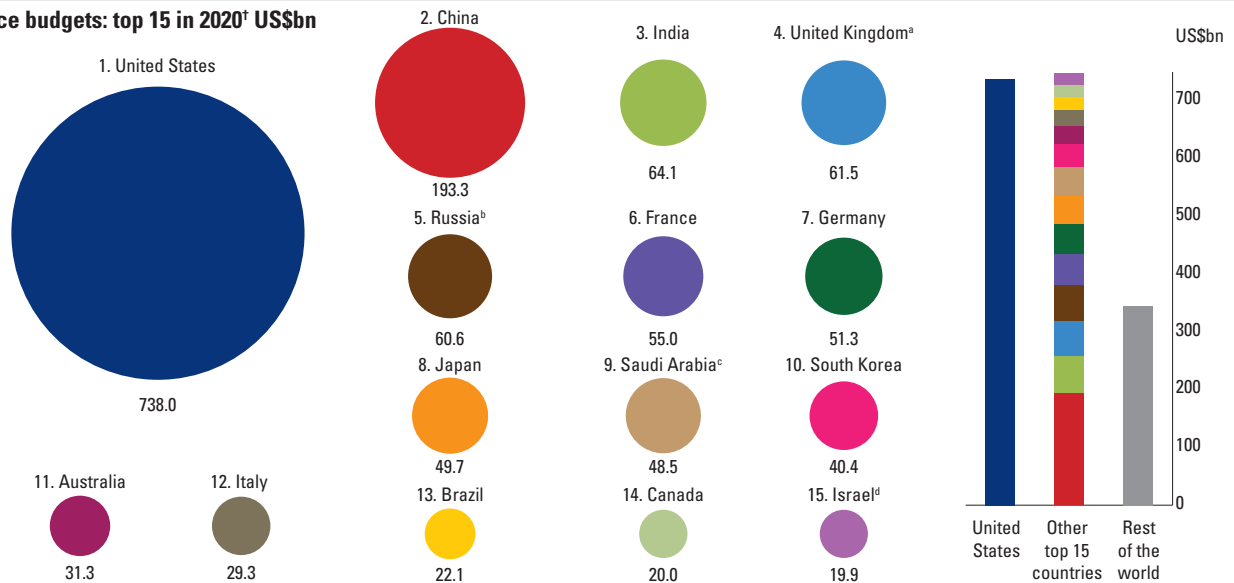 ce budgets: top 15 in 2020† US$bn
1. United States
738.0
2. China
193.3
3. India
64.1
4. United Kingdomᵃ
61.5
5. Russiaᵇ
60.6
6. France
55.0
7. Germany
51.3
8. Japan
49.7
9. Saudi Arabiaᶜ
48.5
10. South Korea
40.4
11. Australia
31.3
12. Italy
29.3
13. Brazil
22.1
14. Canada
20.0
15. Israelᵈ
19.9
US$bn
700
600
500
400
300
200
100
0
United
States
Other
top 15
countries
Rest
of the
world